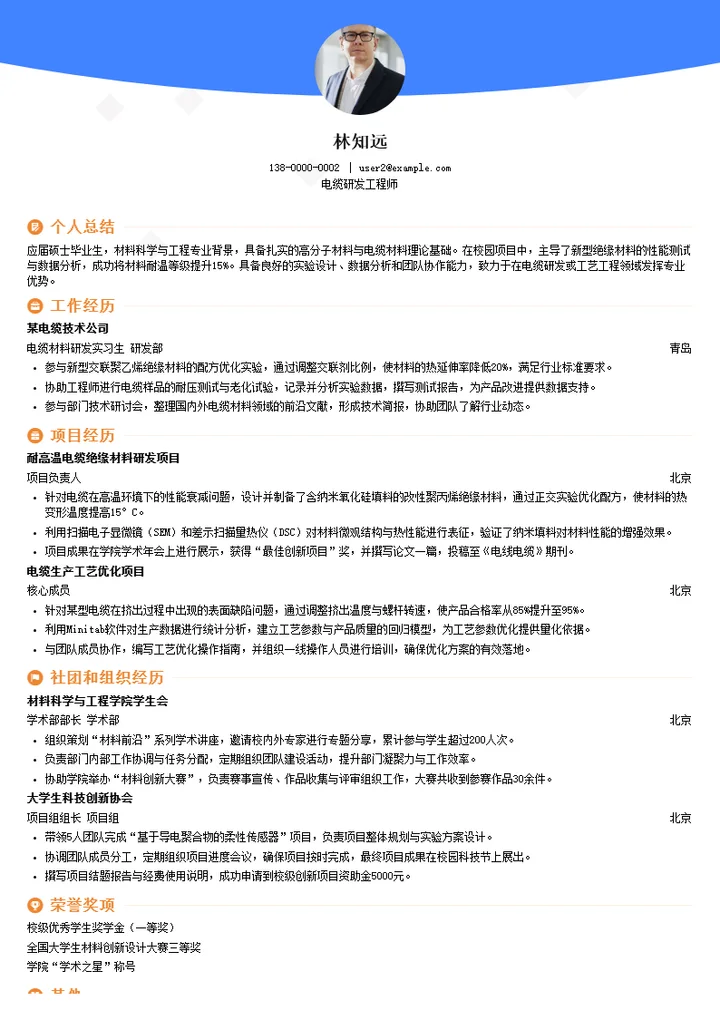 林知远
138-0000-0002 | user2@example.com
电缆研发工程师
个人总结
应届硕士毕业生，材料科学与工程专业背景，具备扎实的高分子材料与电缆材料理论基础。在校园项目中，主导了新型绝缘材料的性能测试
与数据分析，成功将材料耐温等级提升15%。具备良好的实验设计、数据分析和团队协作能力，致力于在电缆研发或工艺工程领域发挥专业
优势。
工作经历
某电缆技术公司
电缆材料研发实习生 研发部 青岛
• 参与新型交联聚乙烯绝缘材料的配方优化实验，通过调整交联剂比例，使材料的热延伸率降低20%，满足行业标准要求。
• 协助工程师进行电缆样品的耐压测试与老化试验，记录并分析实验数据，撰写测试报告，为产品改进提供数据支持。
• 参与部门技术研讨会，整理国内外电缆材料领域的前沿文献，形成技术简报，协助团队了解行业动态。
项目经历
耐高温电缆绝缘材料研发项目
项目负责人 北京
• 针对电缆在高温环境下的性能衰减问题，设计并制备了含纳米氧化硅填料的改性聚丙烯绝缘材料，通过正交实验优化配方，使材料的热
变形温度提高15°C。
• 利用扫描电子显微镜（SEM）和差示扫描量热仪（DSC）对材料微观结构与热性能进行表征，验证了纳米填料对材料性能的增强效果。
• 项目成果在学院学术年会上进行展示，获得“最佳创新项目”奖，并撰写论文一篇，投稿至《电线电缆》期刊。
电缆生产工艺优化项目
核心成员 北京
• 针对某型电缆在挤出过程中出现的表面缺陷问题，通过调整挤出温度与螺杆转速，使产品合格率从85%提升至95%。
• 利用Minitab软件对生产数据进行统计分析，建立工艺参数与产品质量的回归模型，为工艺参数优化提供量化依据。
• 与团队成员协作，编写工艺优化操作指南，并组织一线操作人员进行培训，确保优化方案的有效落地。
社团和组织经历
材料科学与工程学院学生会
学术部部长 学术部 北京
• 组织策划“材料前沿”系列学术讲座，邀请校内外专家进行专题分享，累计参与学生超过200人次。
• 负责部门内部工作协调与任务分配，定期组织团队建设活动，提升部门凝聚力与工作效率。
• 协助学院举办“材料创新大赛”，负责赛事宣传、作品收集与评审组织工作，大赛共收到参赛作品30余件。
大学生科技创新协会
项目组组长 项目组 北京
• 带领5人团队完成“基于导电聚合物的柔性传感器”项目，负责项目整体规划与实验方案设计。
• 协调团队成员分工，定期组织项目进度会议，确保项目按时完成，最终项目成果在校园科技节上展出。
• 撰写项目结题报告与经费使用说明，成功申请到校级创新项目资助金5000元。
荣誉奖项
校级优秀学生奖学金（一等奖）
全国大学生材料创新设计大赛三等奖
学院“学术之星”称号